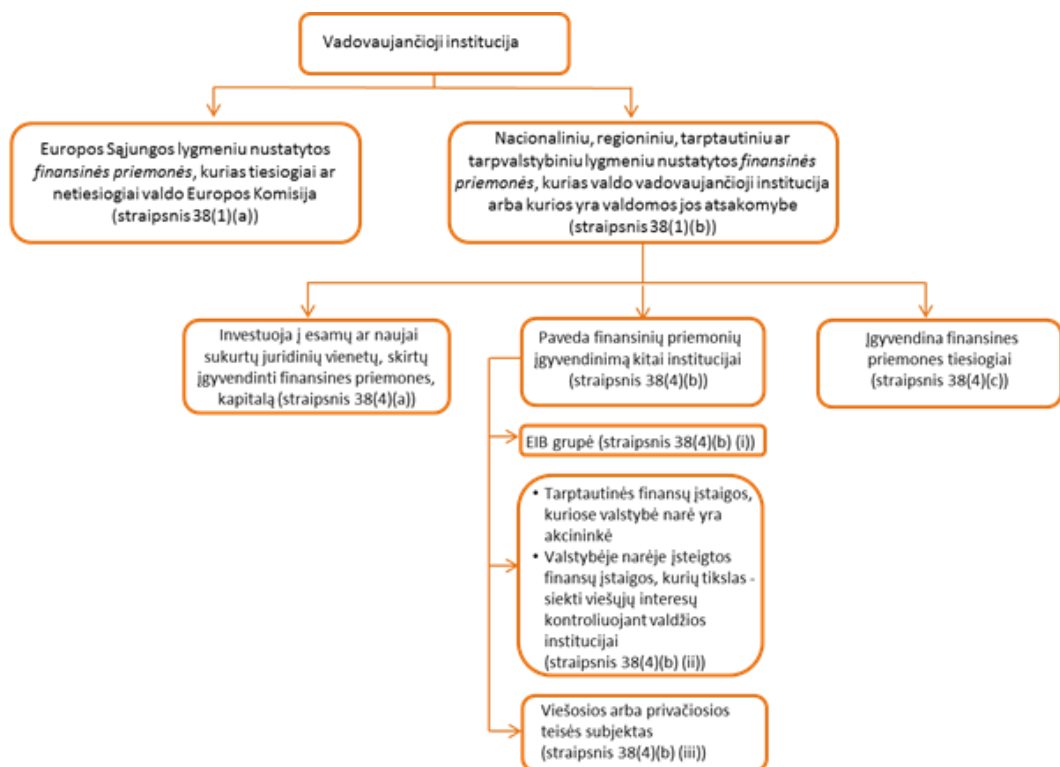 Vadovaujančioji institucija
Europos Sąjungos lygmeniu nustatytos
finansinės priemonės, kurias tiesiogiai ar
netiesiogiai valdo Europos Komisija
(straipsnis 38(1)(a))
Nacionaliniu, regioniniu, tarptautiniu ar
tarpvalstybiniu lygmeniu nustatytos finansinės
priemonės, kurias valdo vadovaujančioji institucija
arba kurios yra valdomos jos atsakomybe
(straipsnis 38(1)(b))
Investuoja į esamų ar naujai
sukurtų juridinių vienetų, skirtų
įgyvendinti finansines priemones,
kapitalą (straipsnis 38(4)(a))
Paveda finansinių priemonių
įgyvendinimą kitai institucijai
(straipsnis 38(4)(b))
Įgyvendina finansines
priemones tiesiogiai
(straipsnis 38(4)(c))
EIB grupė (straipsnis 38(4)(b) (i))
• Tarptautinės finansų įstaigos,
kuriose valstybė narė yra
akcininkė
• Valstybėje narėje įsteigtos
finansų įstaigos, kurių tikslas -
siekti viešųjų interesų
kontroliuojant valdžios
institucijai
(straipsnis 38(4)(b) (ii))
Viešosios arba privačiosios
teisės subjektas
(straipsnis 38(4)(b) (iii))